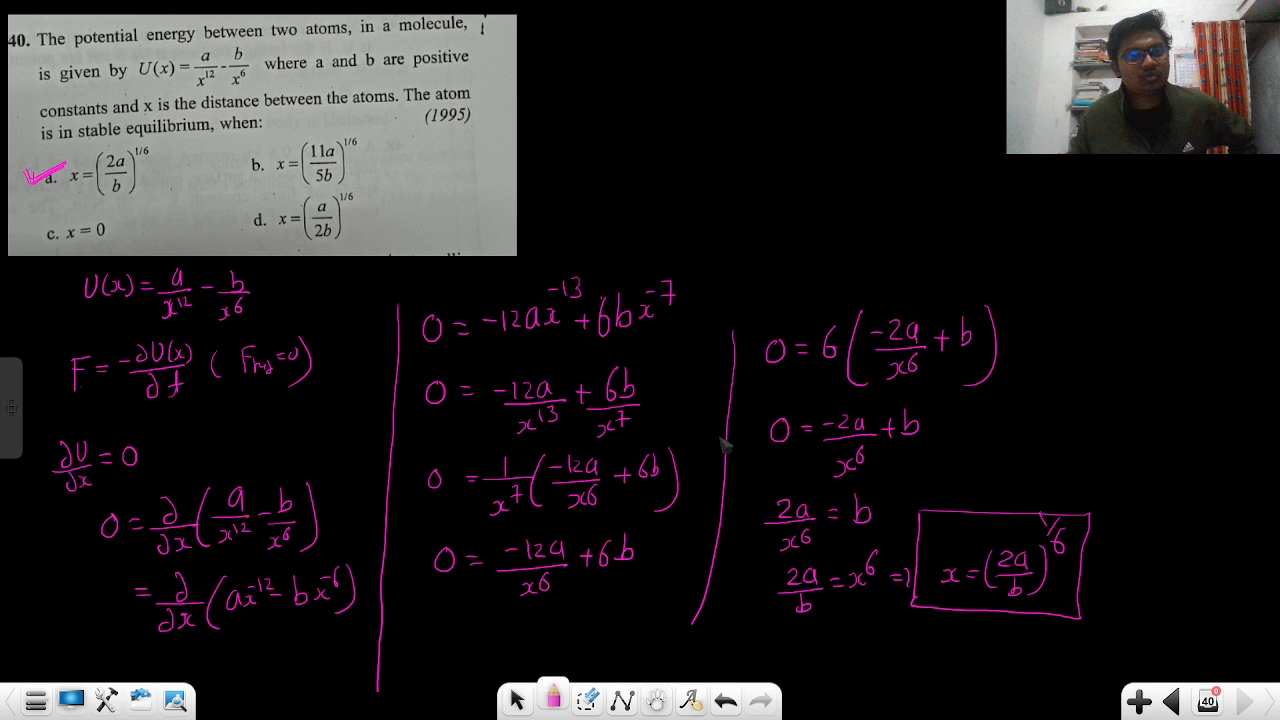 40. The potential energy between two atoms, in a molecule,
is given by U(x) = a/x^12 - b/x^6 where a and b are positive
constants and x is the distance between the atoms. The atom
is in stable equilibrium, when: (1995)
a. x = (2a/b)^1/6 b. x = (11a/5b)^1/6
c. x = 0 d. x = (a/2b)^1/6
U(x) = a/x^12 - b/x^6
F = -∂U(x)/∂x
∂U/∂x = 0
0 = ∂/∂x (a/x^12 - b/x^6)
= ∂/∂x (ax^-12 - bx^-6)
0 = -12ax^-13 + 6bx^-7
0 = -12a/x^13 + 6b/x^7
0 = 1/x^7 (-12a/x^6 + 6b)
0 = -12a/x^6 + 6b
0 = 6 (-2a/x^6 + b)
0 = -2a/x^6 + b
2a/x^6 = b
2a/b = x^6 => x = (2a/b)^1/6
40